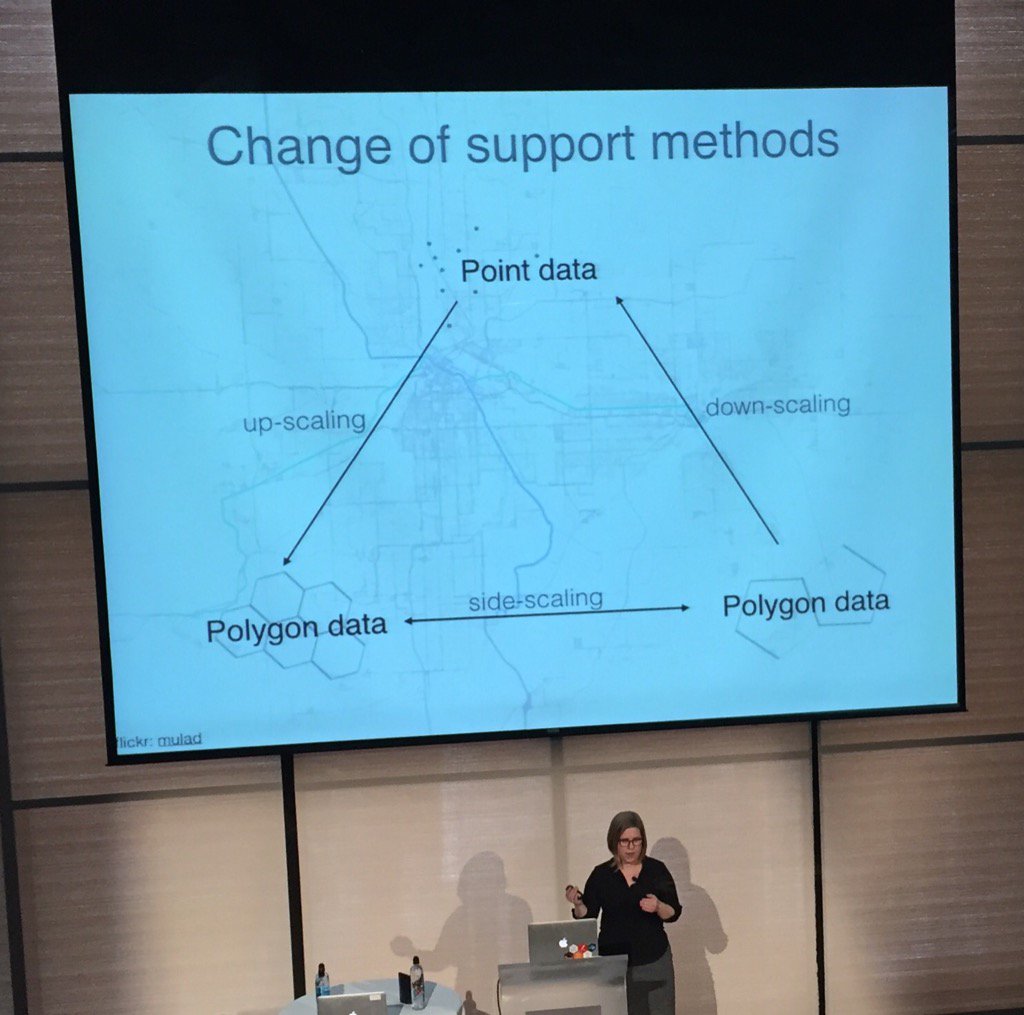 Change of support methods
Point data
up-scaling
down-scaling
side-scaling
Polygon data
Polygon data
flickr: mulad